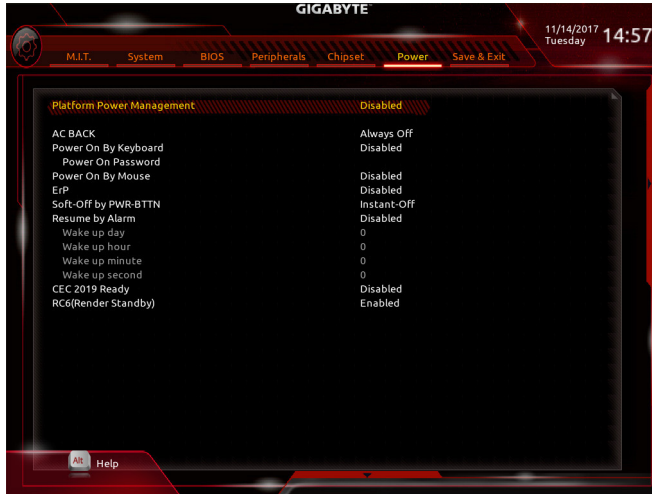 GIGABYTE™
11/14/2017 14:57
Tuesday
M.I.T. System BIOS Peripherals Chipset Power Save & Exit
Platform Power Management Disabled
AC BACK Always Off
Power On By Keyboard Disabled
Power On Password
Power On By Mouse Disabled
ErP Disabled
Soft-Off by PWR-BTTN Instant-Off
Resume by Alarm Disabled
Wake up day 0
Wake up hour 0
Wake up minute 0
Wake up second 0
CEC 2019 Ready Disabled
RC6(Render Standby) Enabled
Alt Help